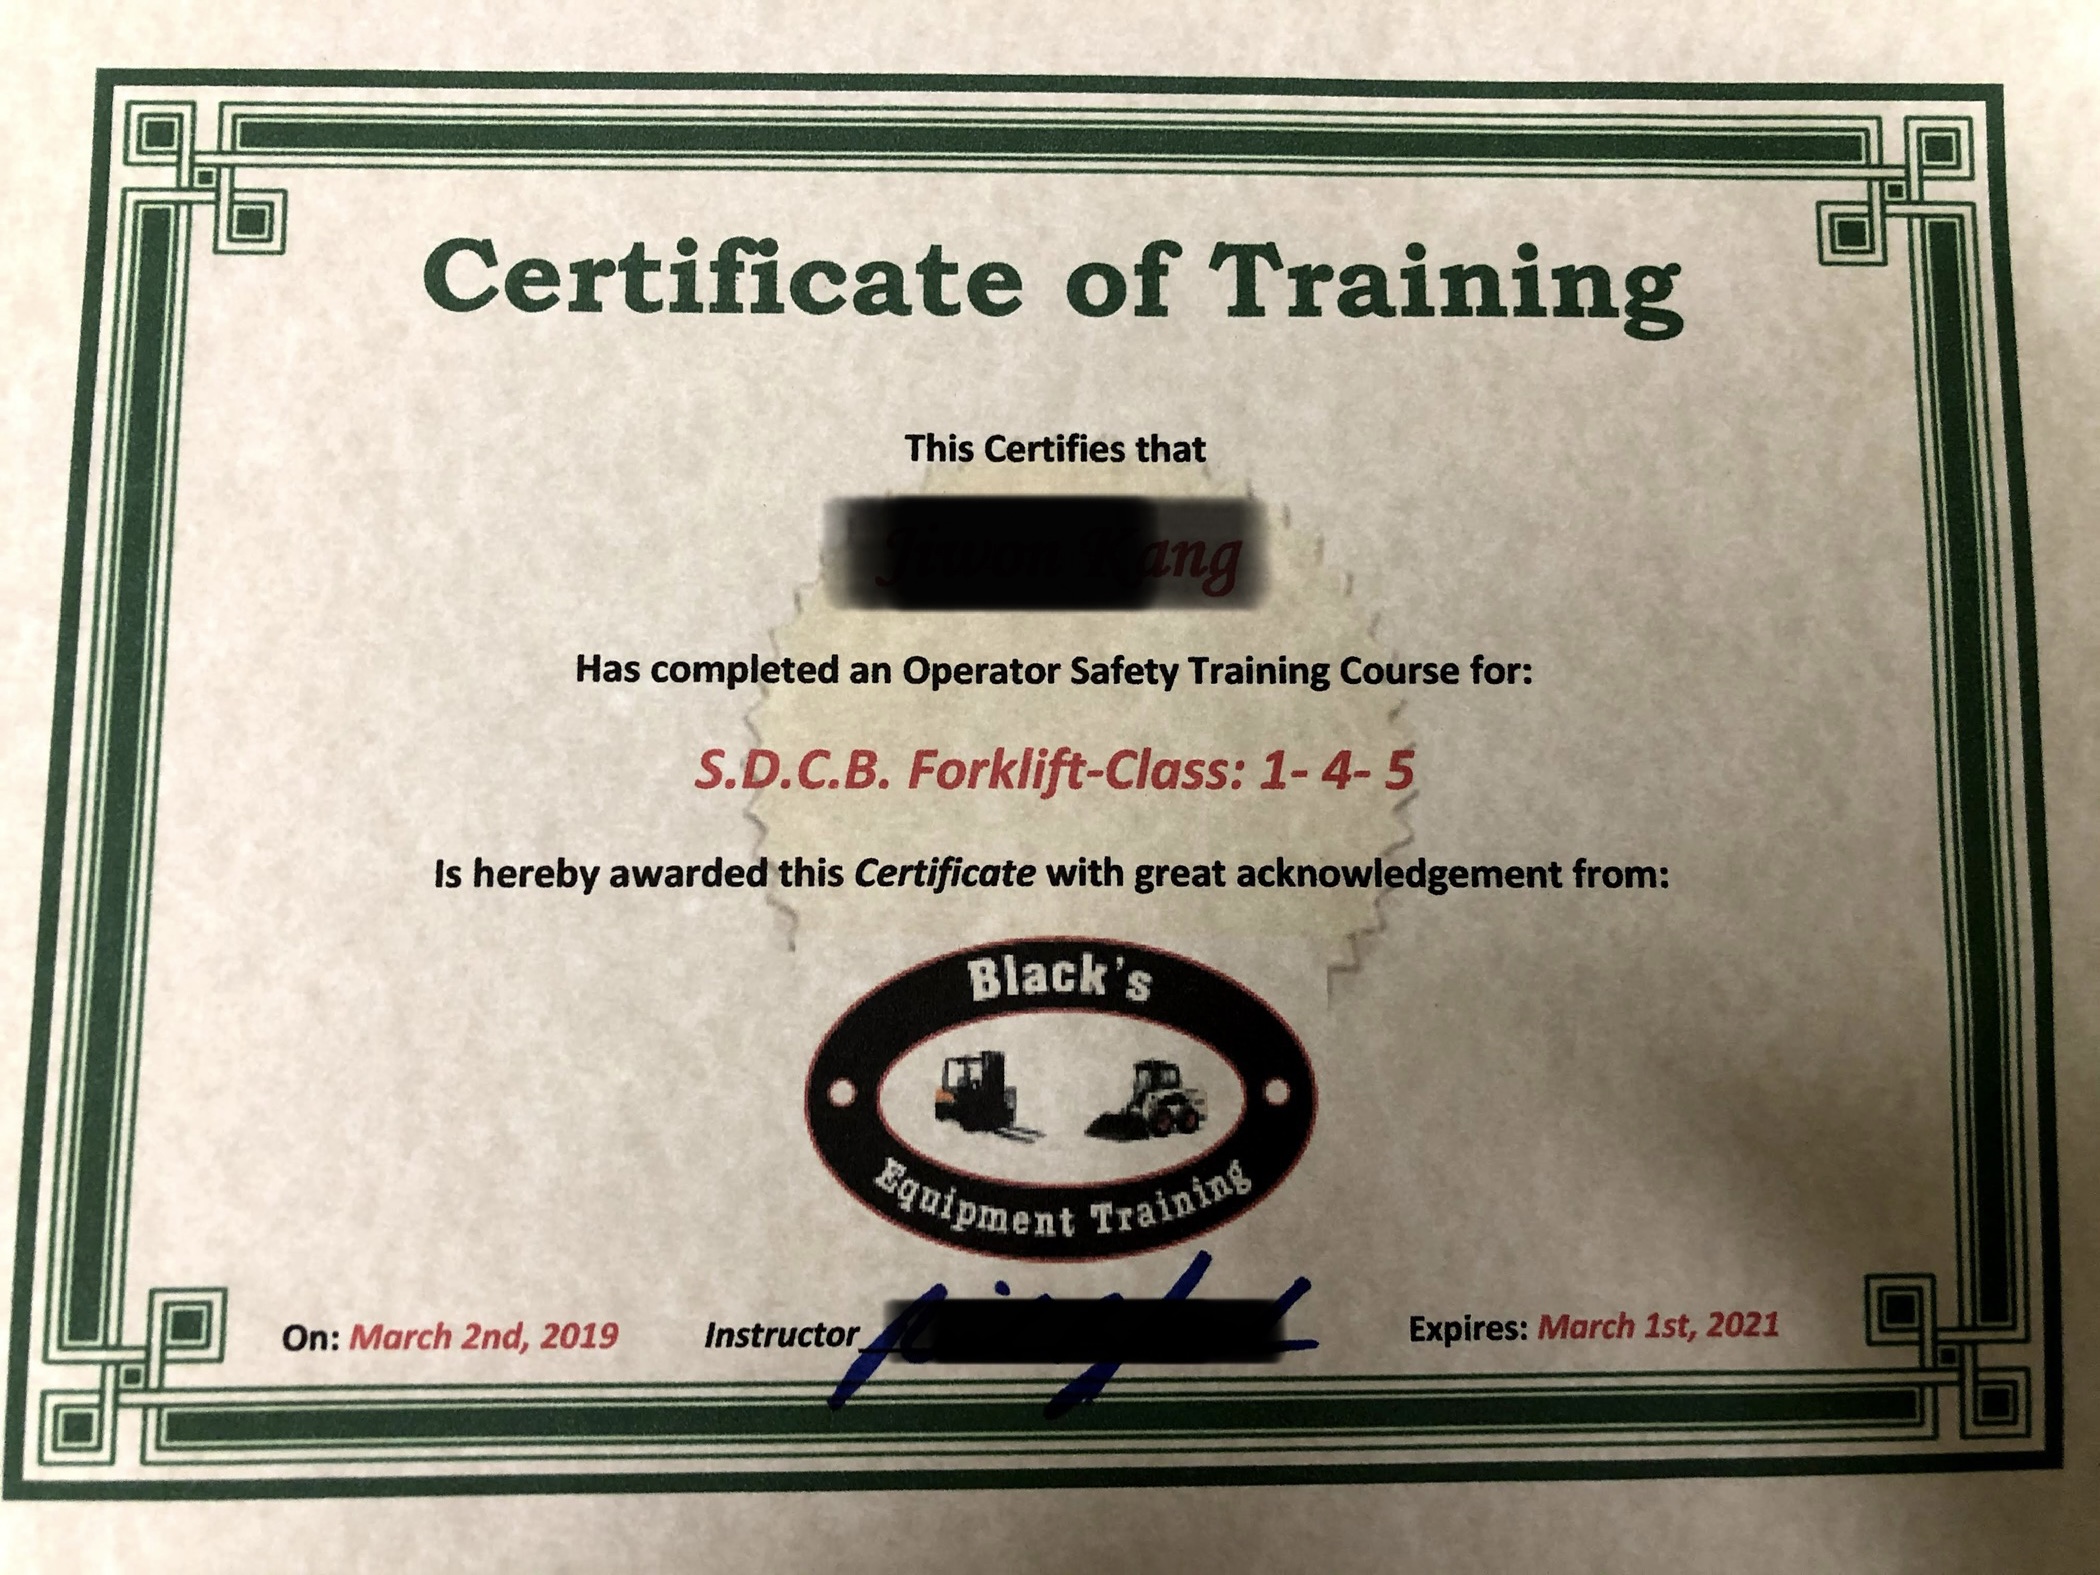 Certificate of Training
This Certifies that
Has completed an Operator Safety Training Course for:
S.D.C.B. Forklift-Class: 1- 4- 5
Is hereby awarded this Certificate with great acknowledgement from:
Black's
Equipment Training
On: March 2nd, 2019 Instructor Expires: March 1st, 2021